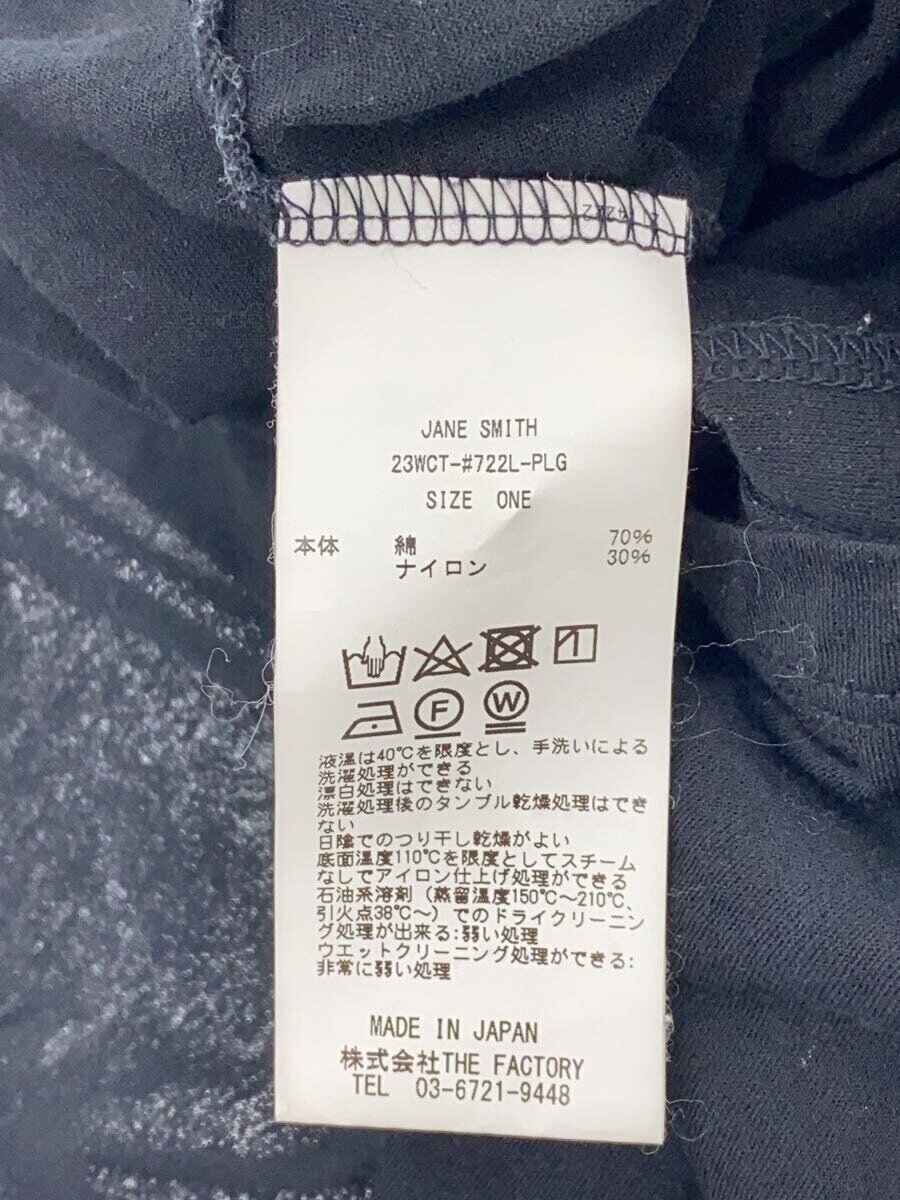 JANE SMITH
23WCT-#722L-PLG
SIZE ONE
本体 綿 70%
ナイロン 30%
F W
液温は40℃を限度とし、手洗いによる
洗濯処理ができる
漂白処理はできない
洗濯処理後のタンブル乾燥処理はでき
ない
日陰でのつり干し乾燥がよい
底面温度110℃を限度としてスチーム
なしでアイロン仕上げ処理ができる
石油系溶剤(蒸留温度150℃〜210℃、
引火点38℃〜)でのドライクリーニン
グ処理が出来る:弱い処理
ウエットクリーニング処理ができる:
非常に弱い処理
MADE IN JAPAN
株式会社THE FACTORY
TEL 03-6721-9448